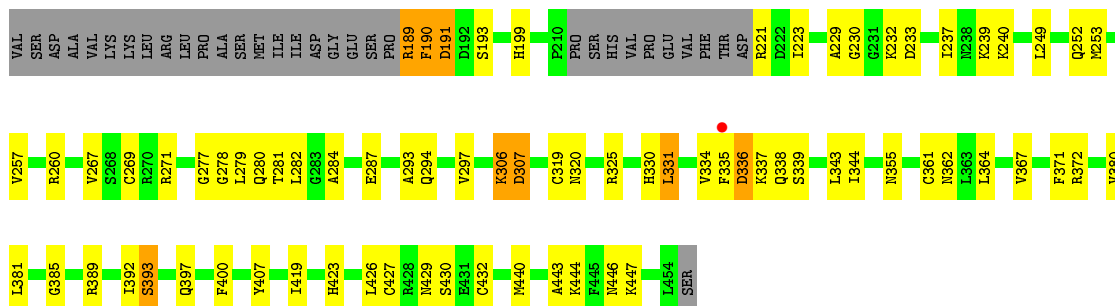 VAL SER ASP ALA VAL LYS LYS LEU ARG LEU PRO ALA SER MET ILE ILE ASP GLY GLU SER PRO R189 F190 D191 D192 S193 H199 P210 PRO SER HIS VAL PRO GLU VAL PHE THR ASP R221 D222 I223 A229 G230 G231 K232 D233 I237 N238 K239 K240 L249 Q252 M253
V257 R260 V267 S268 C269 R270 R271 G277 G278 L279 Q280 T281 L282 G283 A284 E287 A293 Q294 V297 K306 D307 C319 N320 R325 H330 L331 V334 F335 D336 K337 Q338 S339 L343 I344 N355 C361 N362 L363 L364 V367 F371 R372
L381 G385 R389 I392 S393 Q397 F400 Y407 I419 H423 L426 C427 R428 N429 S430 E431 C432 M440 A443 K444 F445 N446 K447 L454 SER